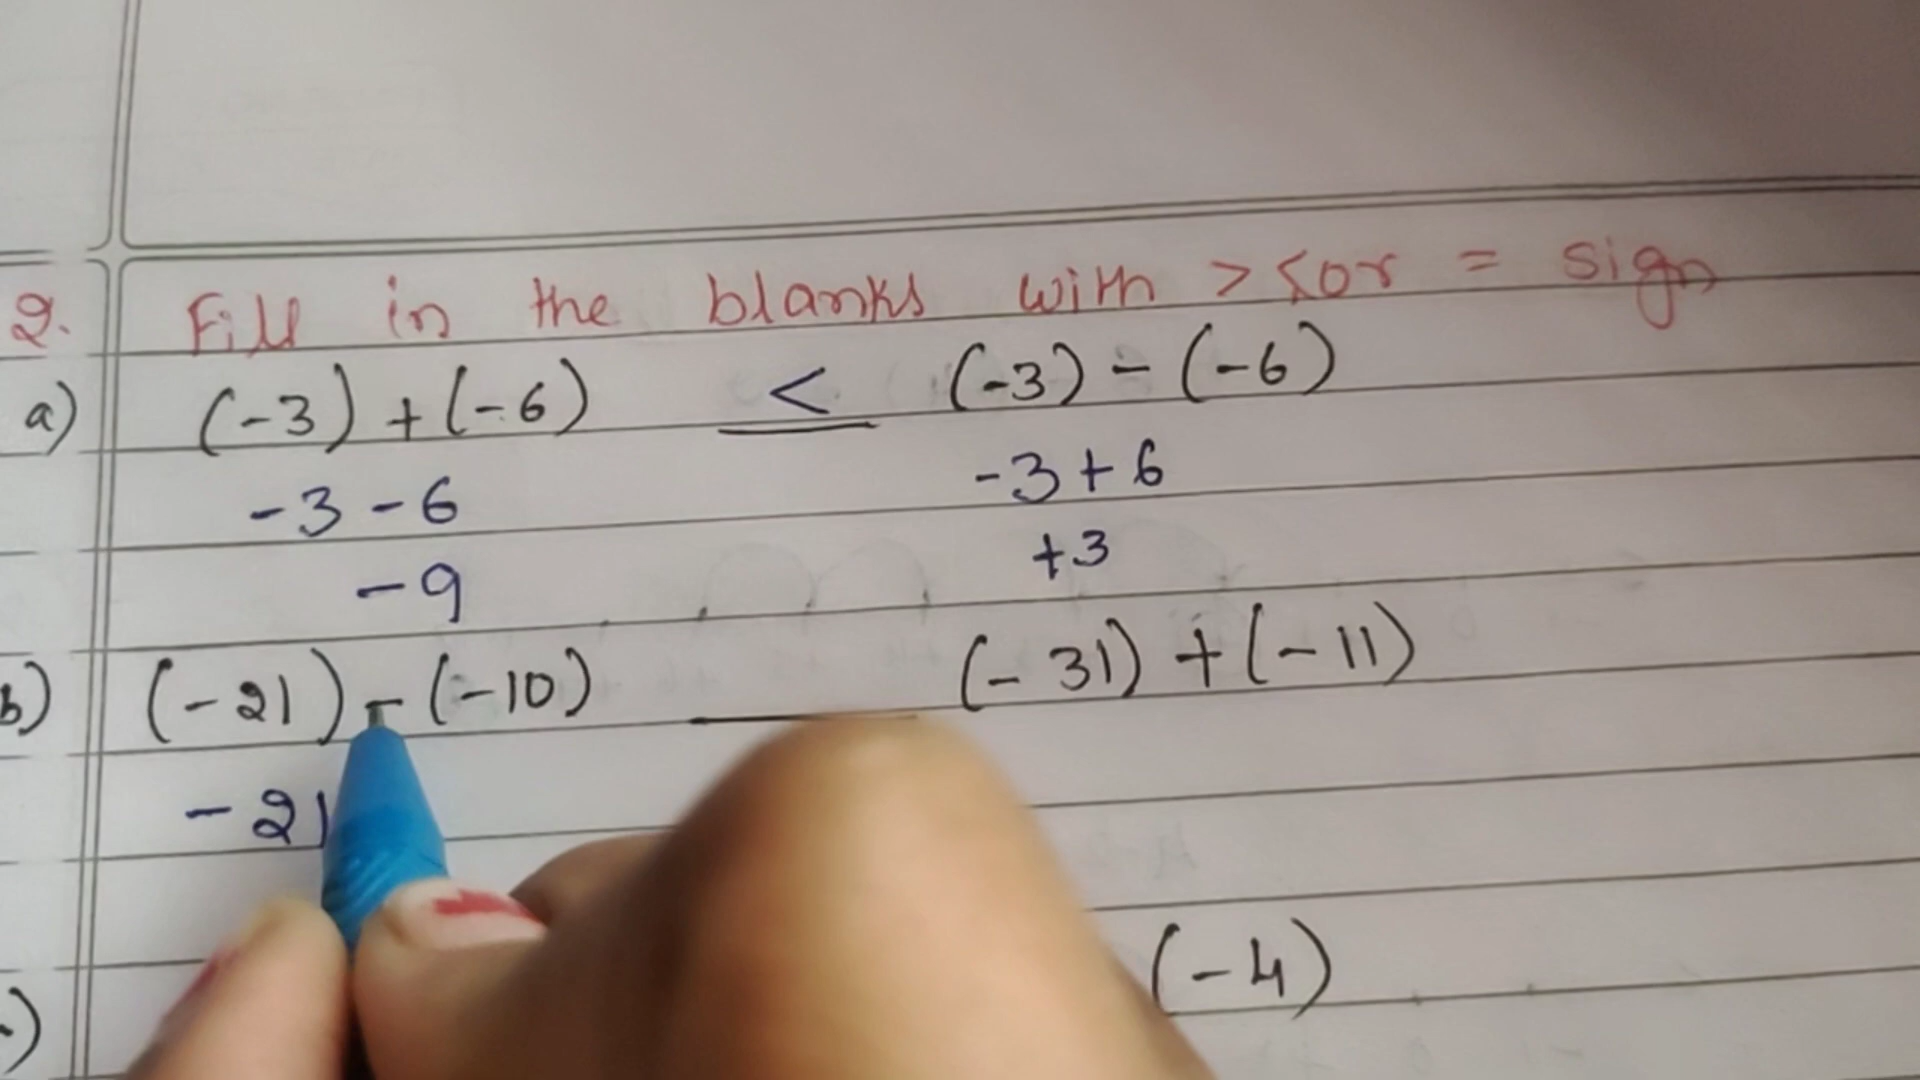 2. Fill in the blanks with > < or = sign
a) (-3) + (-6) < (-3) - (-6)
-3 - 6 -3 + 6
-9 +3
b) (-21) - (-10) ____ (-31) + (-11)
-21
(-4)